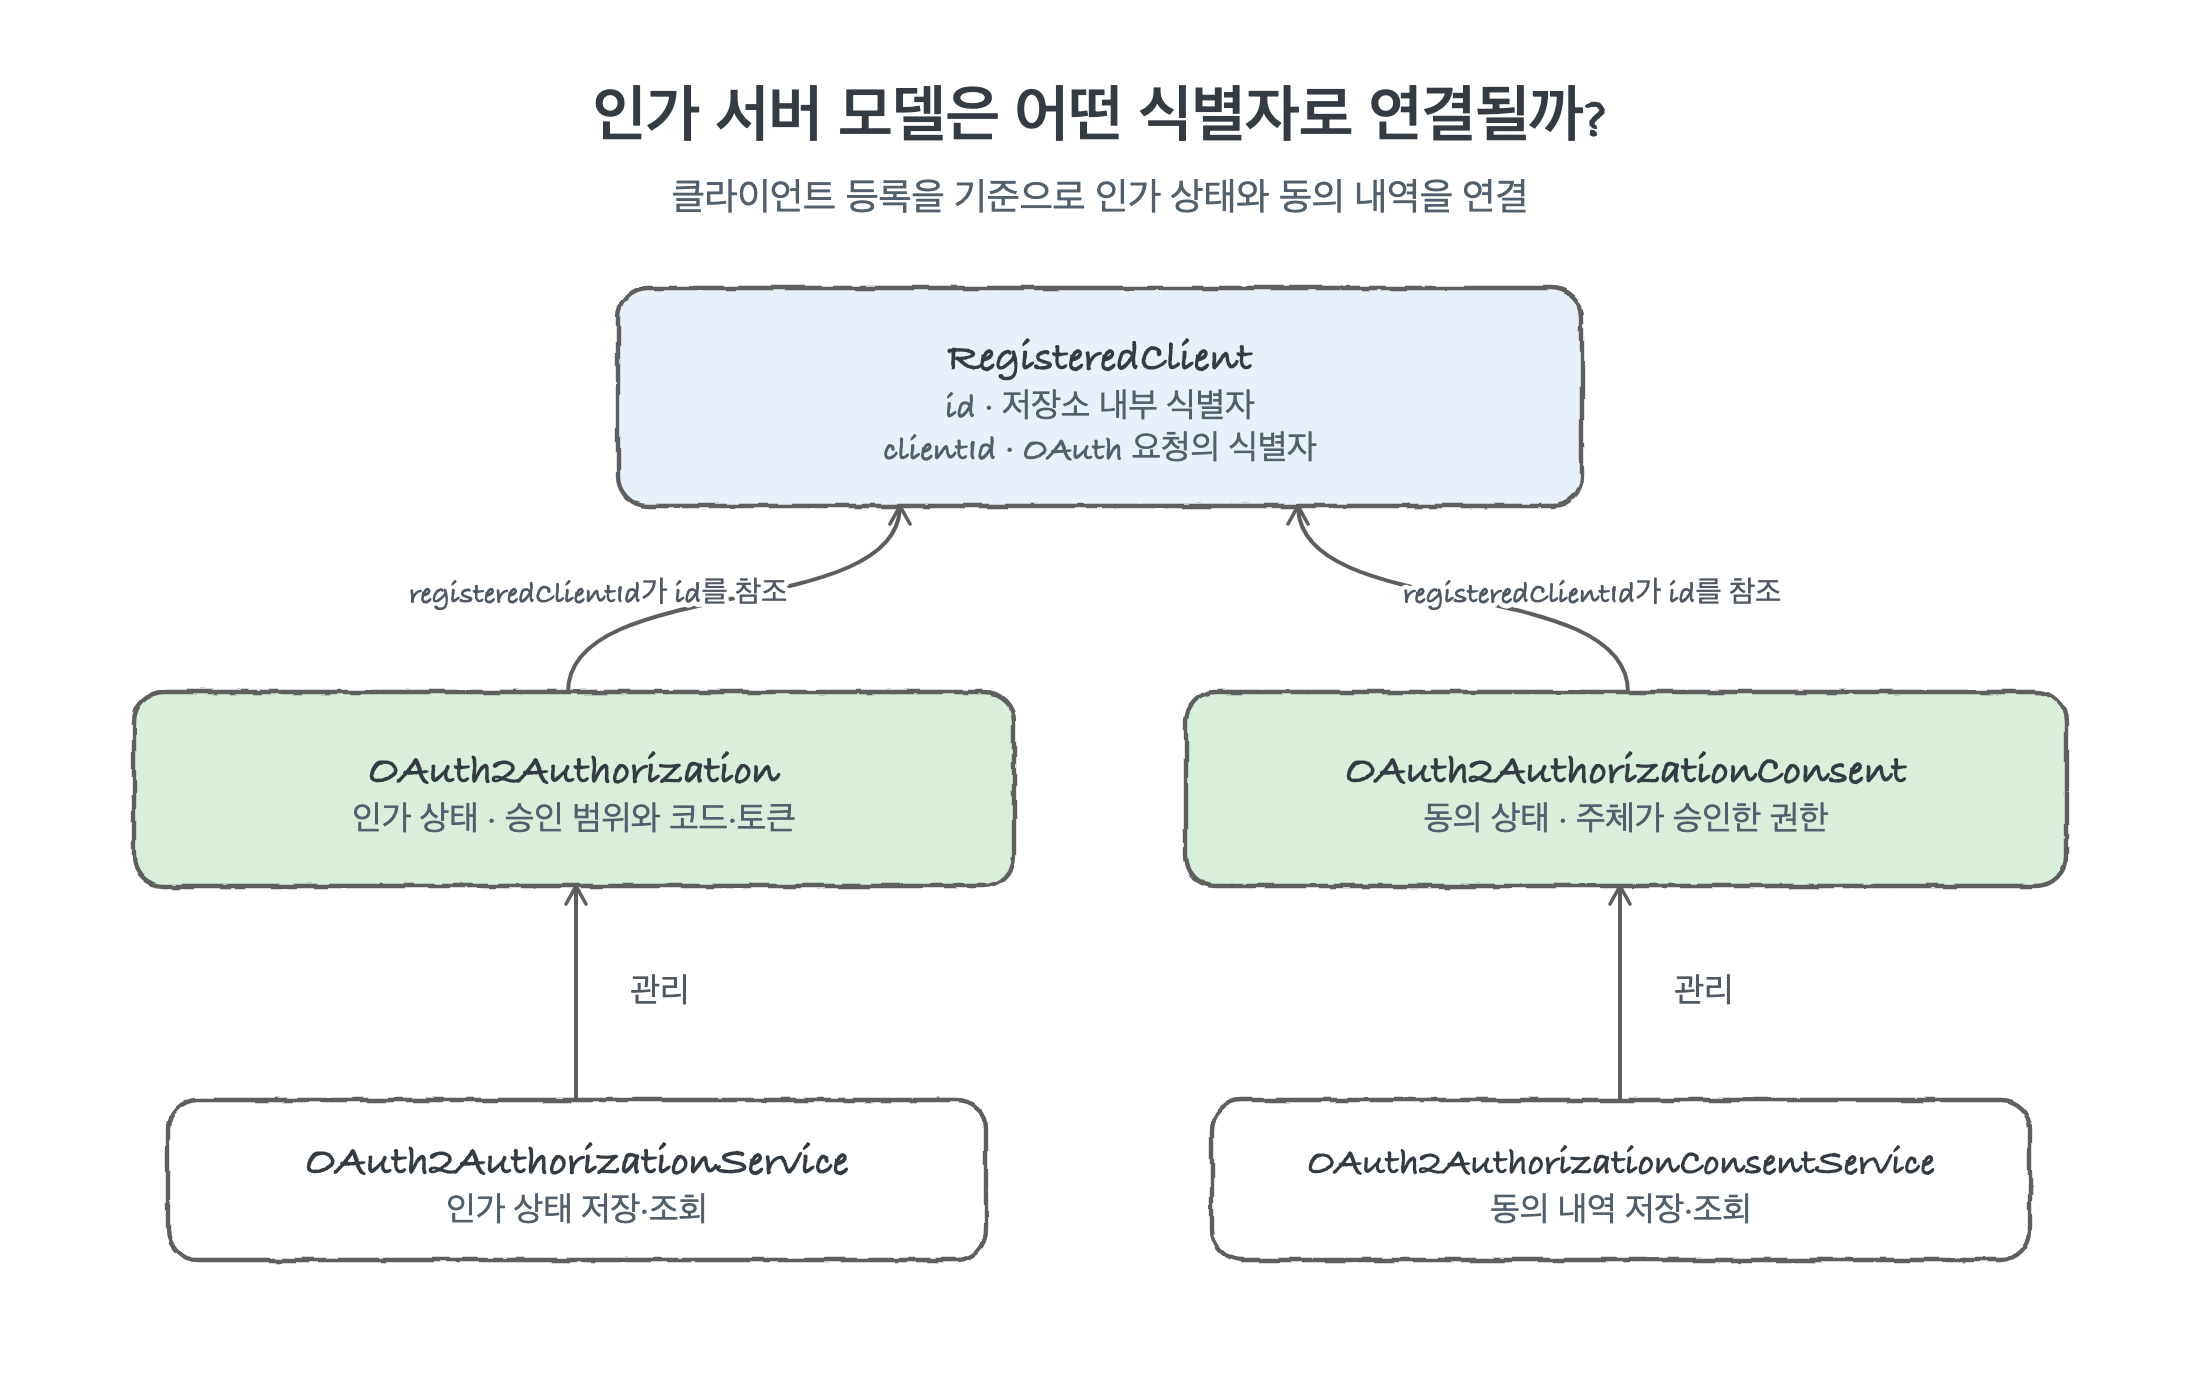 인가 서버 모델은 어떤 식별자로 연결될까?
클라이언트 등록을 기준으로 인가 상태와 동의 내역을 연결
RegisteredClient
id · 저장소 내부 식별자
clientId · OAuth 요청의 식별자
registeredClientId가 id를 참조
registeredClientId가 id를 참조
OAuth2Authorization
인가 상태 · 승인 범위와 코드·토큰
OAuth2AuthorizationConsent
동의 상태 · 주체가 승인한 권한
관리
관리
OAuth2AuthorizationService
인가 상태 저장·조회
OAuth2AuthorizationConsentService
동의 내역 저장·조회